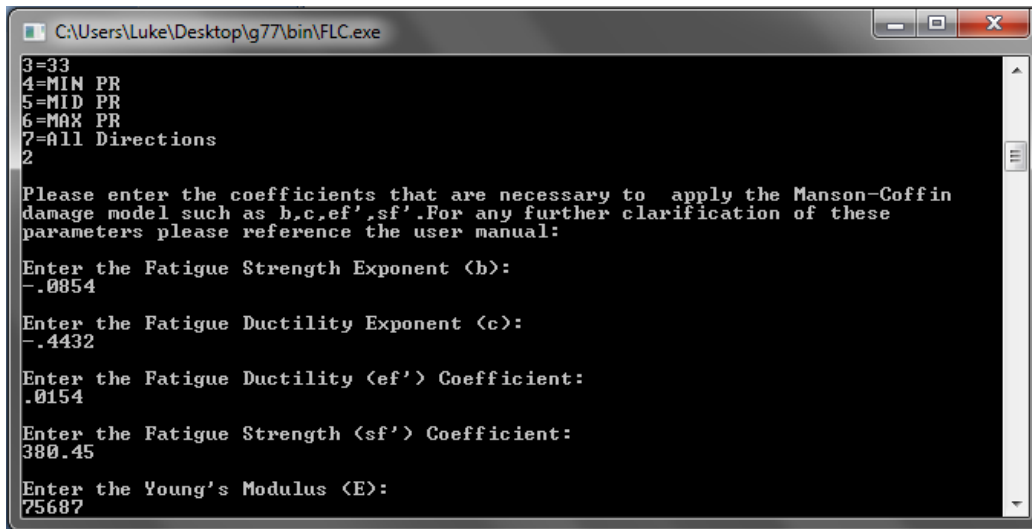 C:\Users\Luke\Desktop\g77\bin\FLC.exe
3=33
4=MIN PR
5=MID PR
6=MAX PR
7=All Directions
2
Please enter the coefficients that are necessary to  apply the Manson-Coffin
damage model such as b,c,ef',sf'.For any further clarification of these
parameters please reference the user manual:
Enter the Fatigue Strength Exponent (b):
-.0854
Enter the Fatigue Ductility Exponent (c):
-.4432
Enter the Fatigue Ductility (ef') Coefficient:
.0154
Enter the Fatigue Strength (sf') Coefficient:
380.45
Enter the Young's Modulus (E):
75687